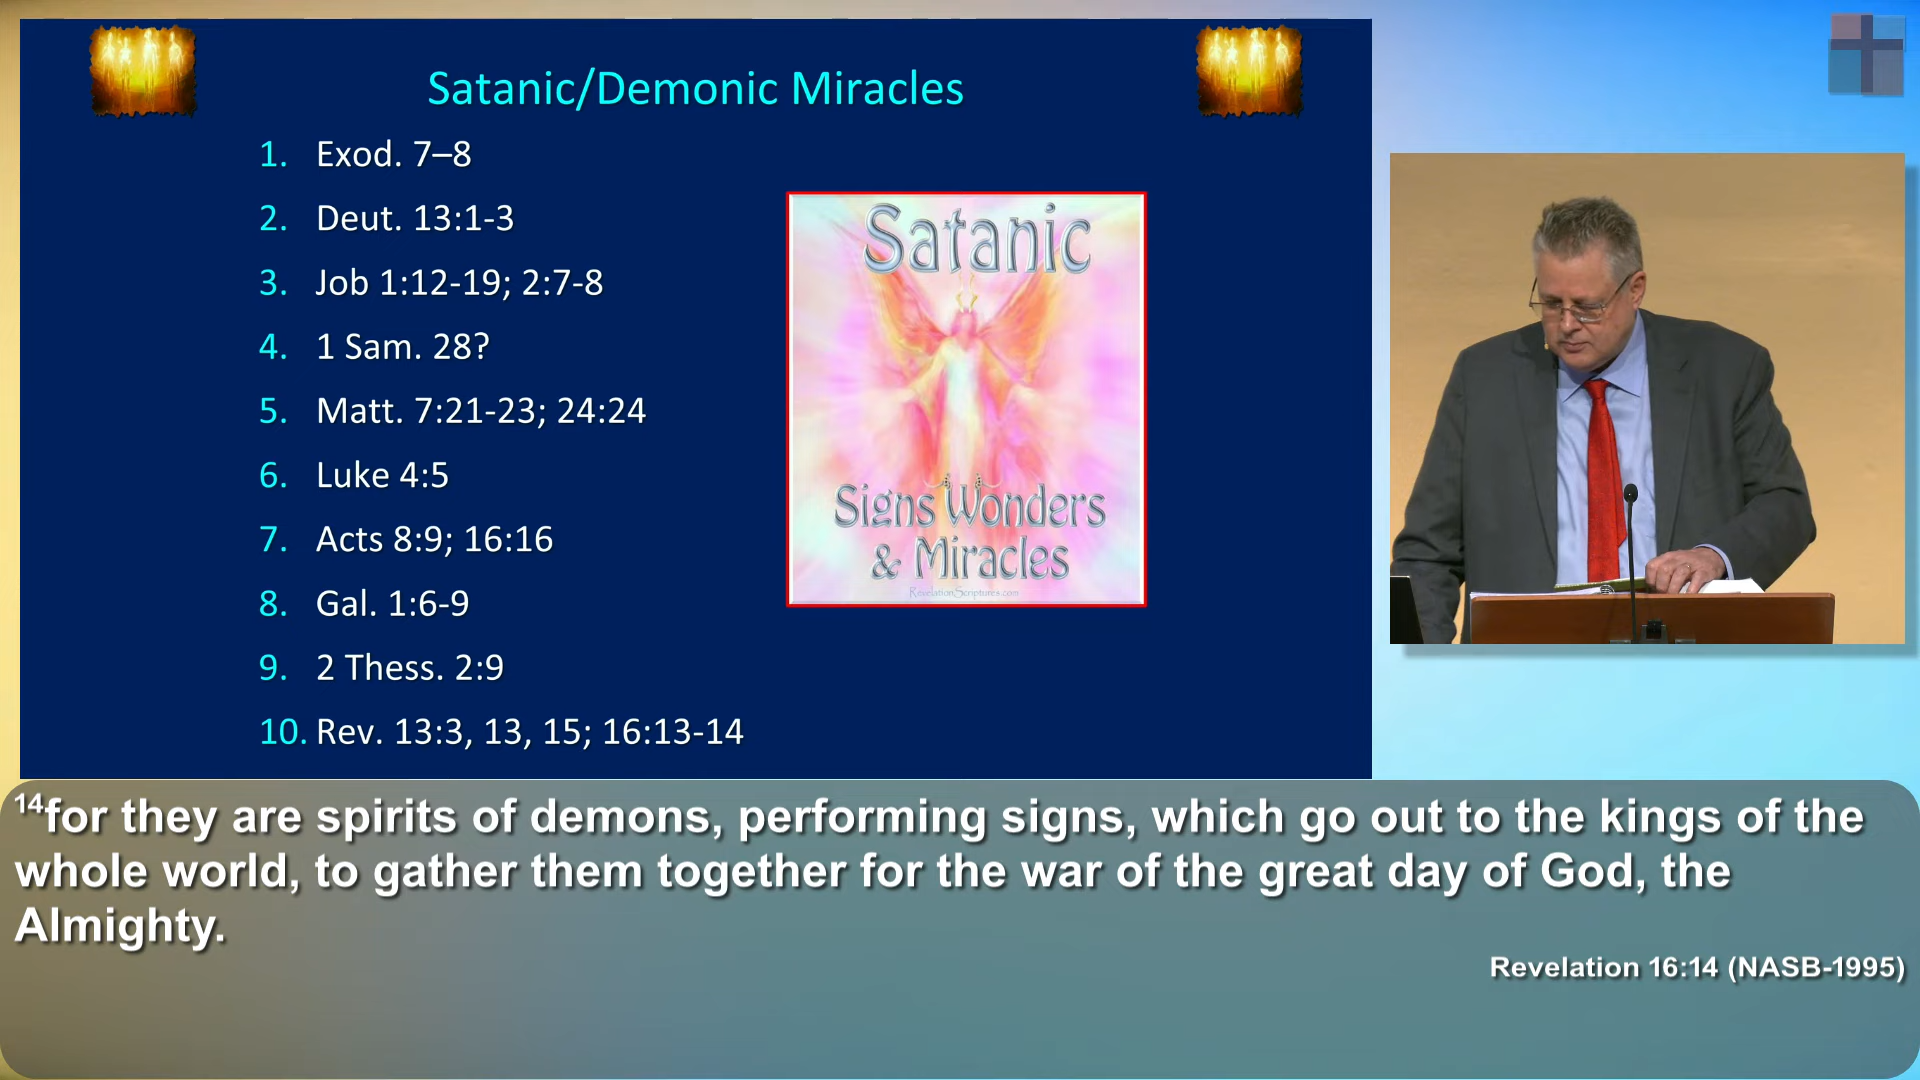 Satanic/Demonic Miracles
1. Exod. 7–8
2. Deut. 13:1-3
3. Job 1:12-19; 2:7-8
4. 1 Sam. 28?
5. Matt. 7:21-23; 24:24
6. Luke 4:5
7. Acts 8:9; 16:16
8. Gal. 1:6-9
9. 2 Thess. 2:9
10. Rev. 13:3, 13, 15; 16:13-14
Satanic
Signs Wonders
& Miracles
RevelationScriptures.com
14for they are spirits of demons, performing signs, which go out to the kings of the
whole world, to gather them together for the war of the great day of God, the
Almighty.
Revelation 16:14 (NASB-1995)